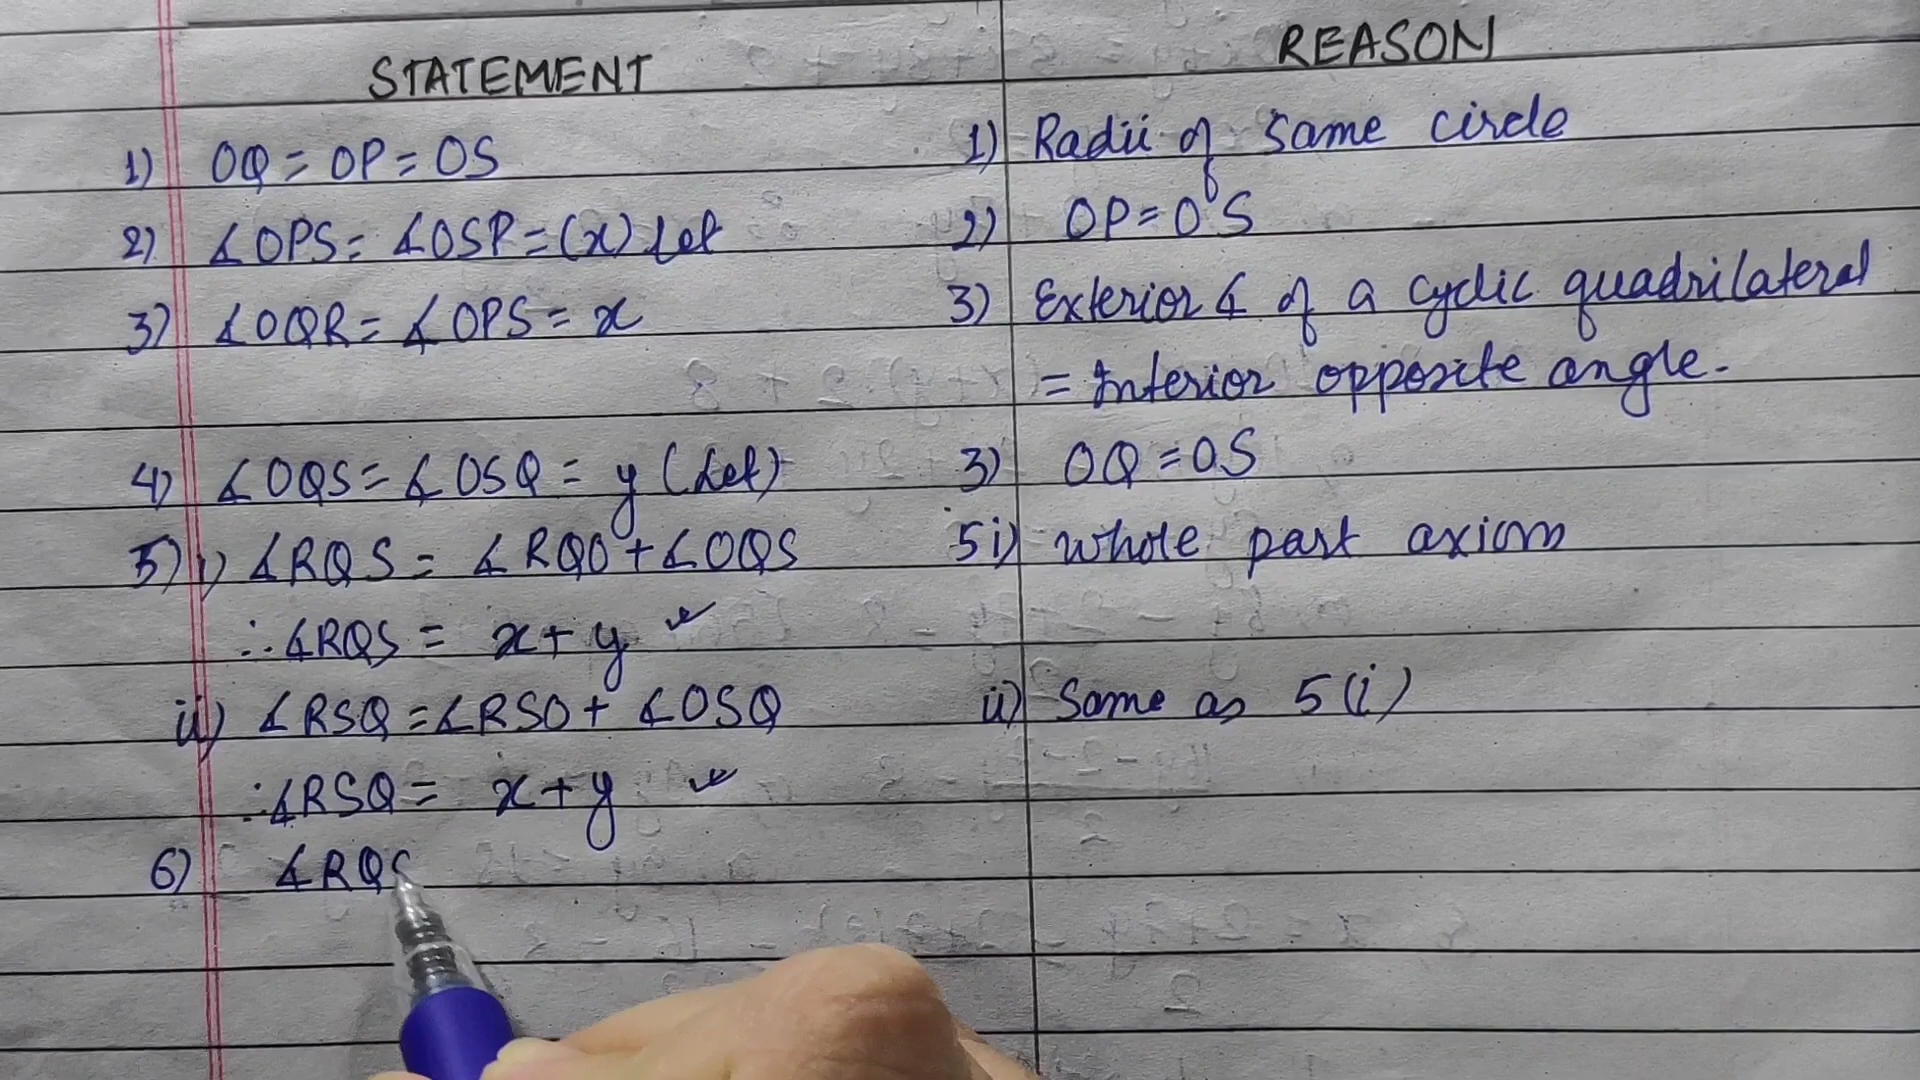 STATEMENT REASON
1) OQ = OP = OS 1) Radii of same circle
2) ∡OPS = ∡OSP = (x) Let 2) OP = OS
3) ∡OQR = ∡OPS = x 3) Exterior ∡ of a cyclic quadrilateral
= Interior opposite angle.
4) ∡OQS = ∡OSQ = y (Let) 3) OQ = OS
5) i) ∡RQS = ∡RQO + ∡OQS 5i) whole part axiom
∴ ∡RQS = x + y
ii) ∡RSQ = ∡RSO + ∡OSQ ii) Same as 5(i)
∴ ∡RSQ = x + y
6) ∡RQS